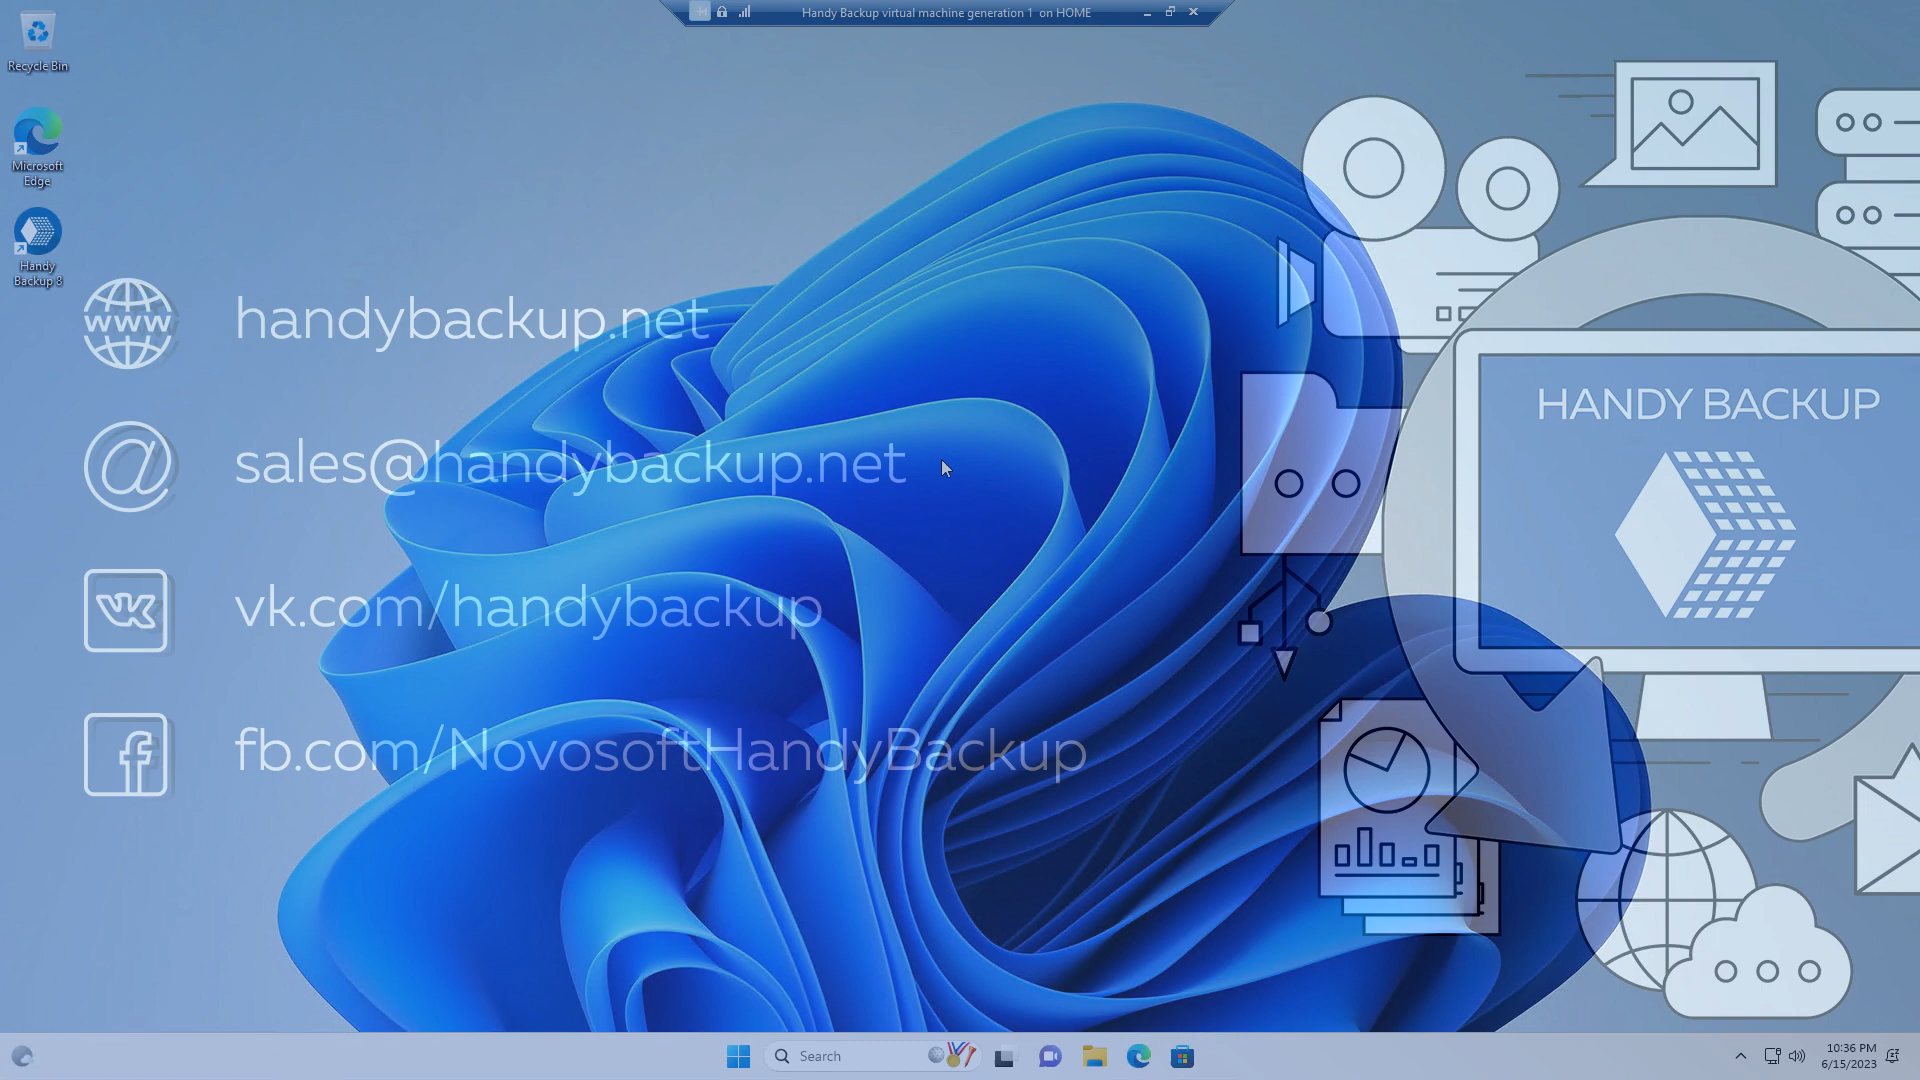 Handy Backup virtual machine generation 1 on HOME
Recycle Bin
Microsoft
Edge
Handy
Backup 8
www
handybackup.net
sales@handybackup.net
vk.com/handybackup
fb.com/NovosoftHandyBackup
HANDY BACKUP
Search
10:36 PM
6/15/2023